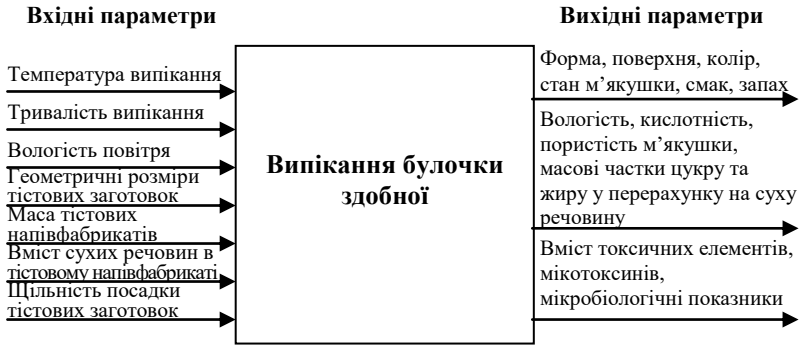 Вхідні параметри
Температура випікання
Тривалість випікання
Вологість повітря
Геометричні розміри
тістових заготовок
Маса тістових
напівфабрикатів
Вміст сухих речовин в
тістовому напівфабрикаті
Щільність посадки
тістових заготовок
Випікання булочки
здобної
Вихідні параметри
Форма, поверхня, колір,
стан м’якушки, смак, запах
Вологість, кислотність,
пористість м’якушки,
масові частки цукру та
жиру у перерахунку на суху
речовину
Вміст токсичних елементів,
мікотоксинів,
мікробіологічні показники